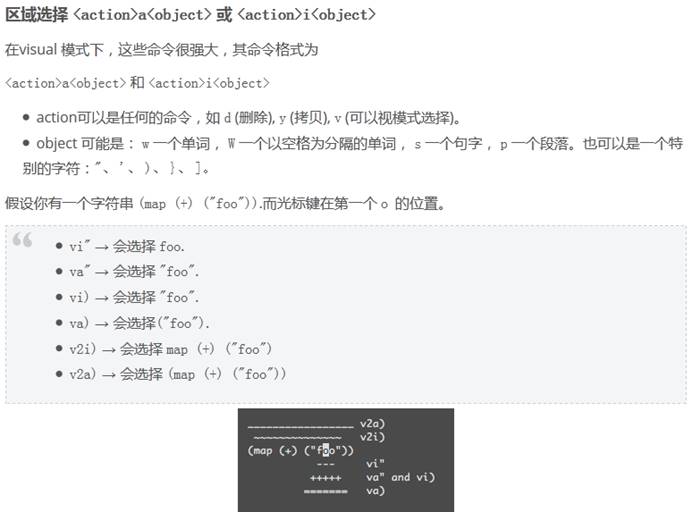 区域选择 <action>a<object> 或 <action>i<object>
在visual 模式下，这些命令很强大，其命令格式为
<action>a<object> 和 <action>i<object>
● action可以是任何的命令，如 d (删除), y (拷贝), v (可以视模式选择)。
● object 可能是： w 一个单词， W 一个以空格为分隔的单词， s 一个句字， p 一个段落。也可以是一个特
别的字符："、 '、 )、 }、 ]。
假设你有一个字符串 (map (+) ("foo")).而光标键在第一个 o 的位置。
● vi" → 会选择 foo.
● va" → 会选择 "foo".
● vi) → 会选择 "foo".
● va) → 会选择("foo").
● v2i) → 会选择 map (+) ("foo")
● v2a) → 会选择 (map (+) ("foo"))
_________________ v2a)
~~~~~~~~~~~~~~ v2i)
(map (+) ("foo"))
--- vi"
+++++ va" and vi)
======= va)